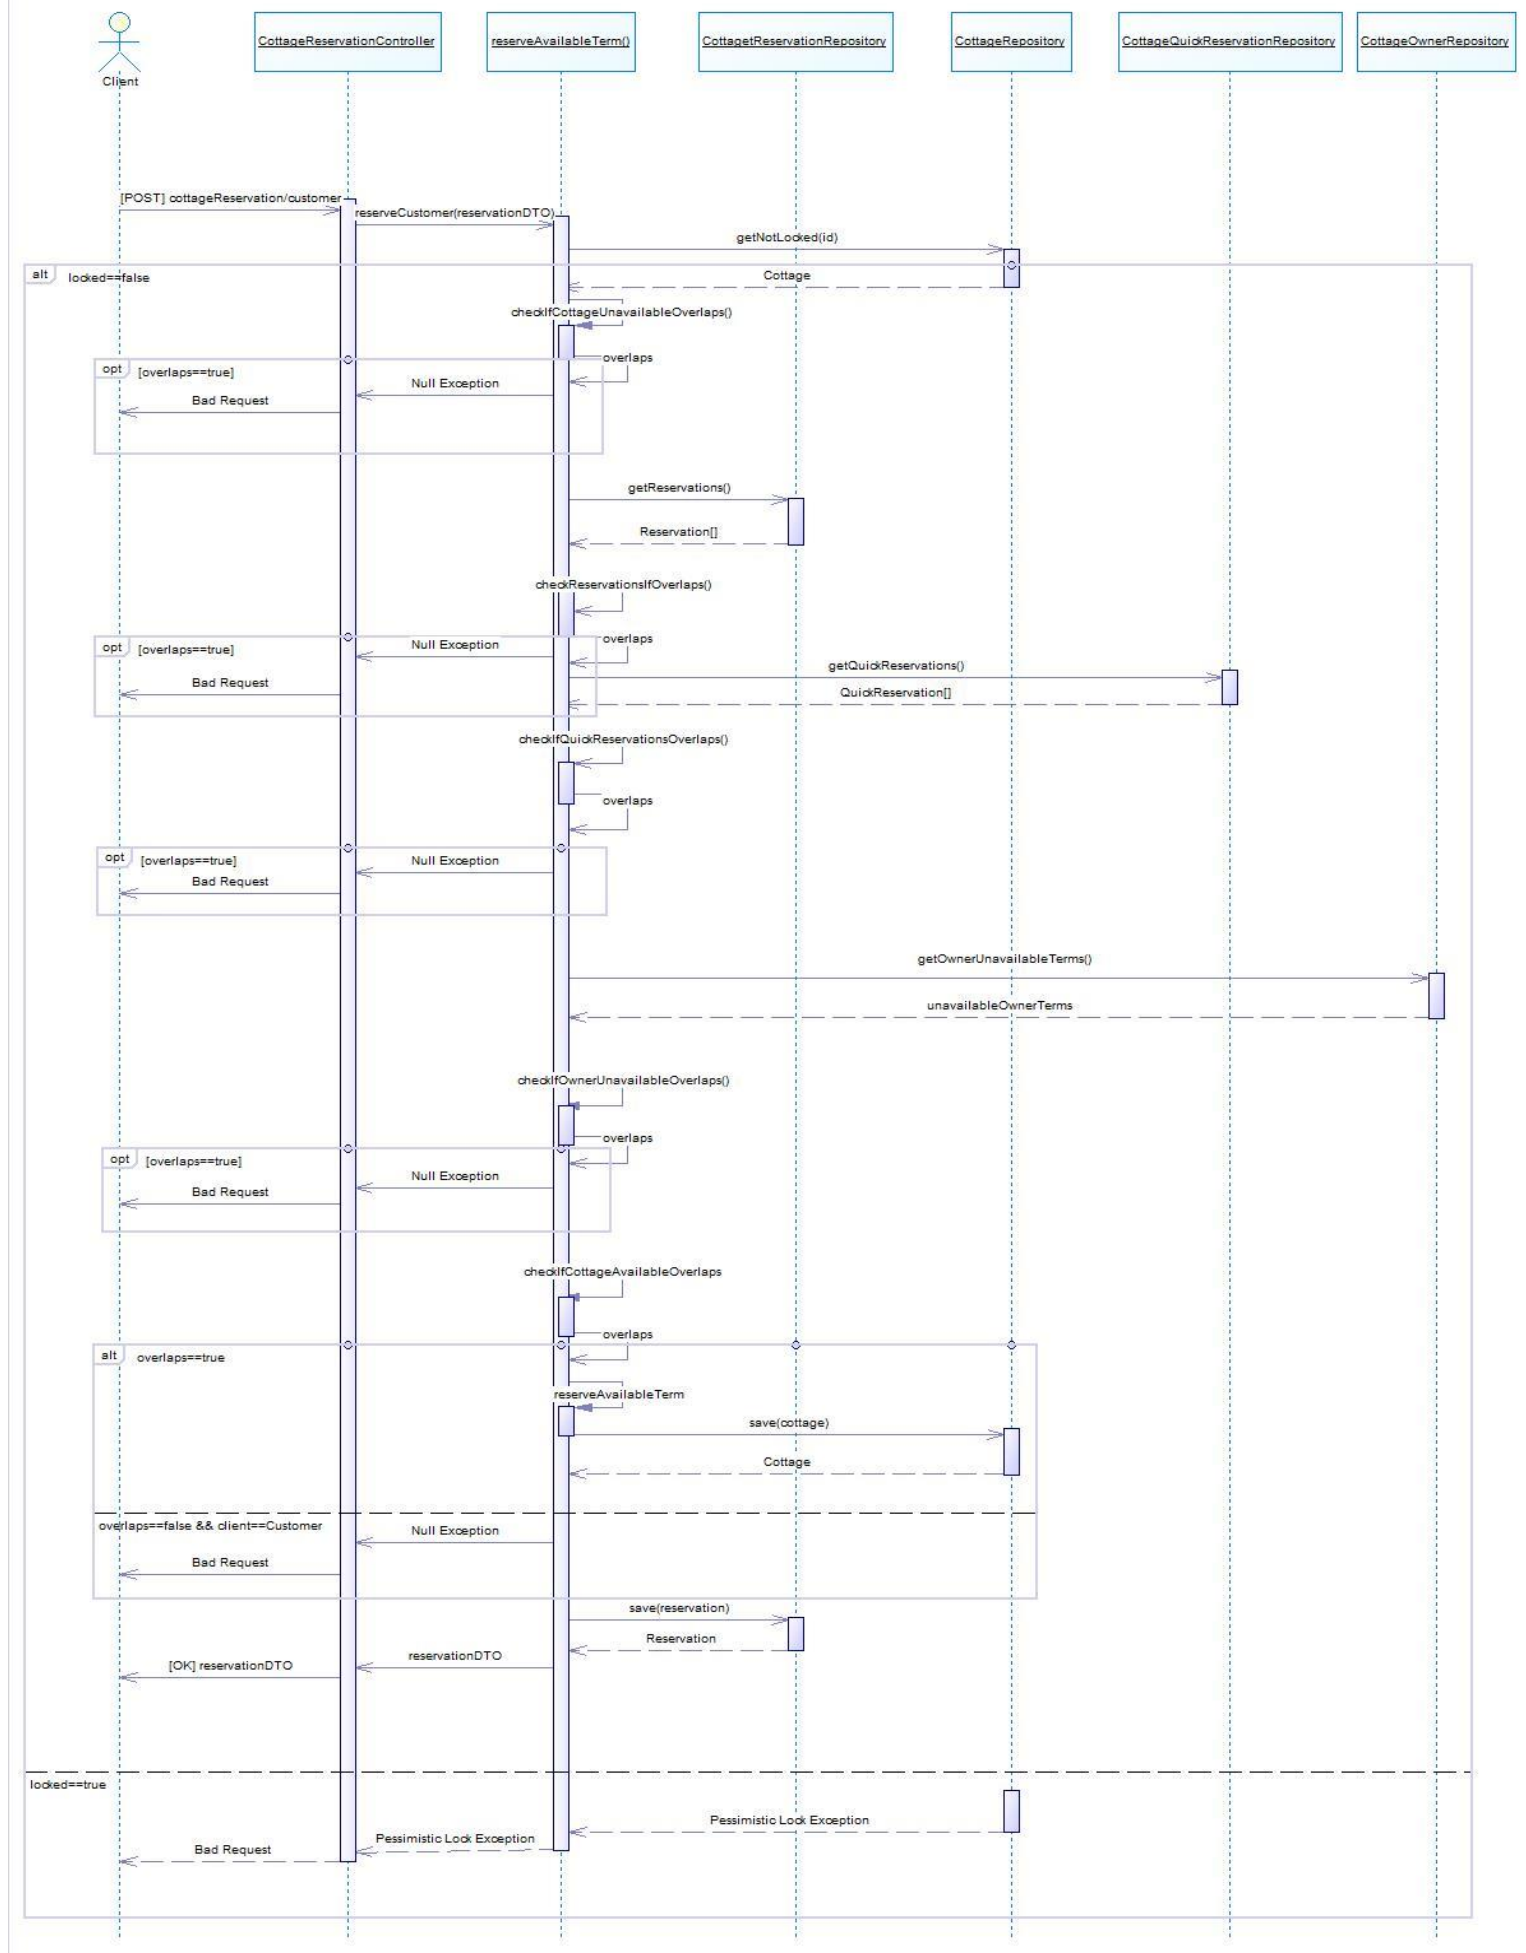 CottageReservationController
reserveAvailableTerm()
CottagetReservationRepository
CottageRepository
CottageQuickReservationRepository
CottageOwnerRepository
Client
[POST] cottageReservation/customer
reserveCustomer(reservationDTO)
getNotLocked(id)
alt
locked==false
Cottage
checkIfCottageUnavailableOverlaps()
overlaps
opt
[overlaps==true]
Null Exception
Bad Request
getReservations()
Reservation[]
checkReservationsIfOverlaps()
overlaps
opt
[overlaps==true]
Null Exception
getQuickReservations()
Bad Request
QuickReservation[]
checkIfQuickReservationsOverlaps()
overlaps
opt
[overlaps==true]
Null Exception
Bad Request
getOwnerUnavailableTerms()
unavailableOwnerTerms
checkIfOwnerUnavailableOverlaps()
overlaps
opt
[overlaps==true]
Null Exception
Bad Request
checkIfCottageAvailableOverlaps
overlaps
alt
overlaps==true
reserveAvailableTerm
save(cottage)
Cottage
overlaps==false && client==Customer
Null Exception
Bad Request
save(reservation)
Reservation
reservationDTO
[OK] reservationDTO
locked==true
Pessimistic Lock Exception
Pessimistic Lock Exception
Bad Request